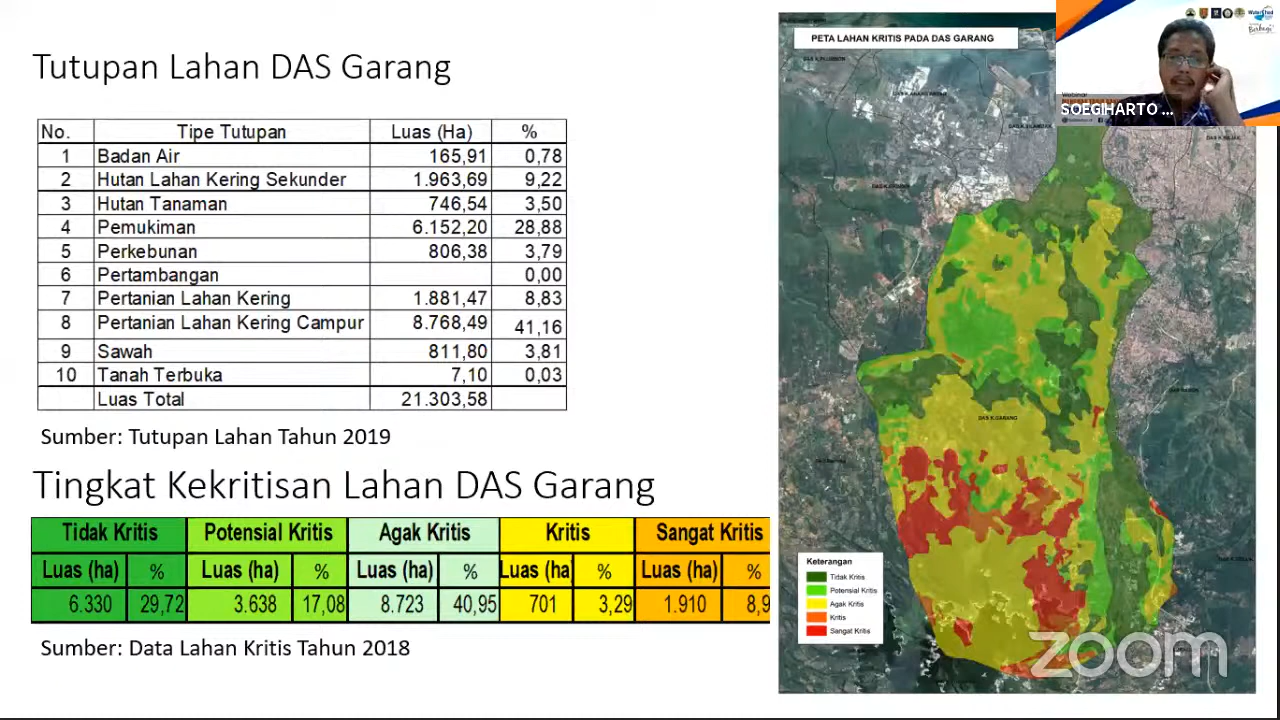 Tutupan Lahan DAS Garang
No. Tipe Tutupan Luas (Ha) %
1 Badan Air 165,91 0,78
2 Hutan Lahan Kering Sekunder 1.963,69 9,22
3 Hutan Tanaman 746,54 3,50
4 Pemukiman 6.152,20 28,88
5 Perkebunan 806,38 3,79
6 Pertambangan 0,00
7 Pertanian Lahan Kering 1.881,47 8,83
8 Pertanian Lahan Kering Campur 8.768,49 41,16
9 Sawah 811,80 3,81
10 Tanah Terbuka 7,10 0,03
Luas Total 21.303,58
Sumber: Tutupan Lahan Tahun 2019
Tingkat Kekritisan Lahan DAS Garang
Tidak Kritis Potensial Kritis Agak Kritis Kritis Sangat Kritis
Luas (ha) % Luas (ha) % Luas (ha) % Luas (ha) % Luas (ha) %
6.330 29,72 3.638 17,08 8.723 40,95 701 3,29 1.910 8,9
Sumber: Data Lahan Kritis Tahun 2018
PETA LAHAN KRITIS PADA DAS GARANG
DAS K.GARANG
Keterangan
Tidak Kritis
Potensial Kritis
Agak Kritis
Kritis
Sangat Kritis
Webinar
SOEGIHARTO ...
zoom